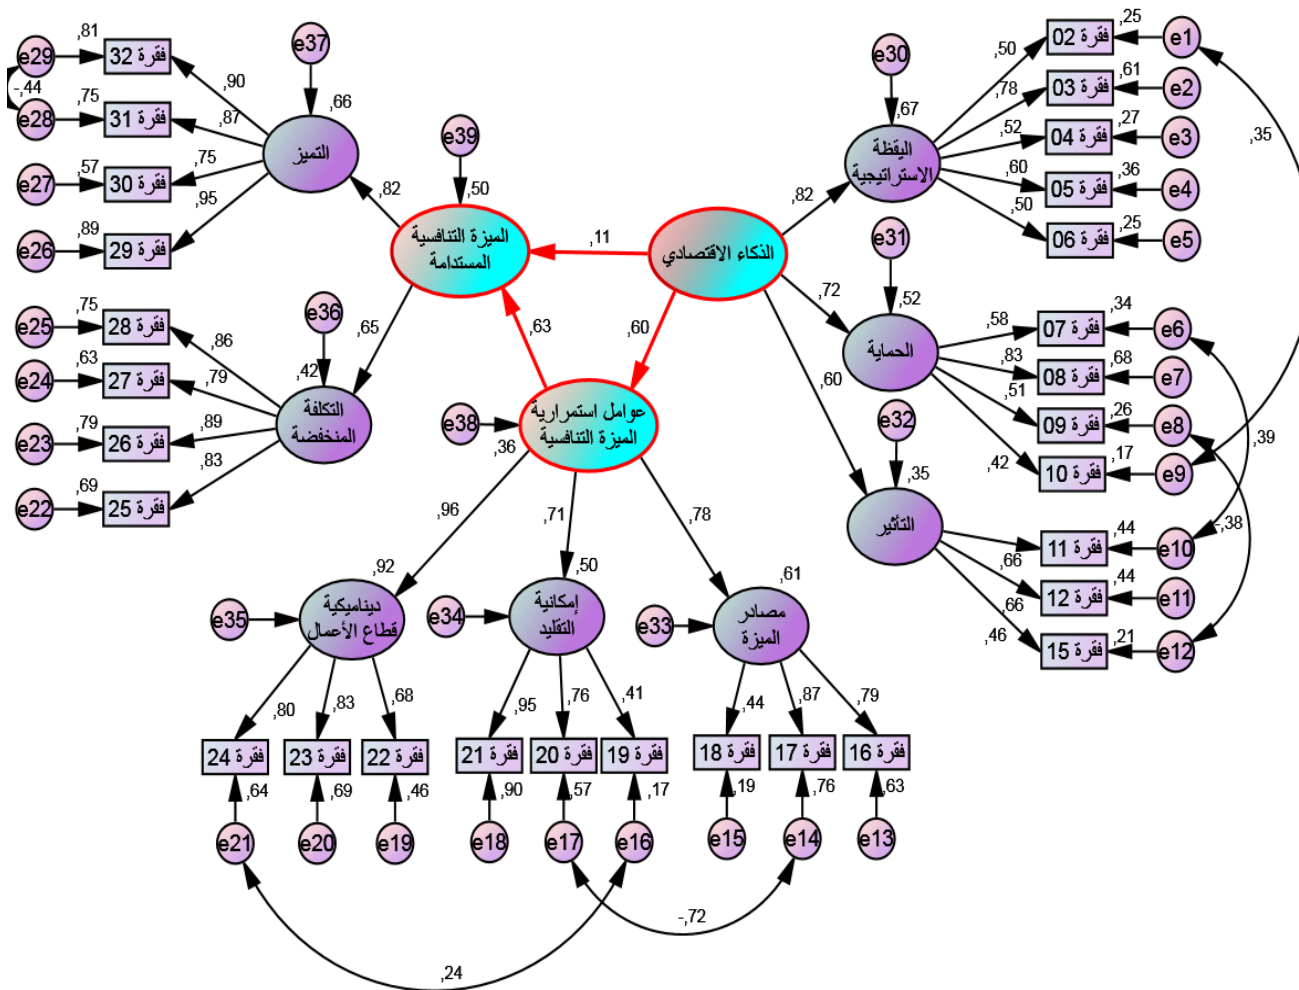 e29
,81
فقرة 32
e37
-,44
,90
,66
e28
,75
فقرة 31
,87
e27
,57
فقرة 30
,75
التميز
,95
e26
,89
فقرة 29
e39
,50
,82
الميزة التنافسية
المستدامة
,11
الذكاء الاقتصادي
e30
,67
اليقظة
الاستراتيجية
,82
,50
فقرة 02
,25
e1
,78
فقرة 03
,61
e2
,52
فقرة 04
,27
e3
,60
فقرة 05
,36
e4
,50
فقرة 06
,25
e5
,35
e31
,52
,72
الحماية
,58
فقرة 07
,34
e6
,83
فقرة 08
,68
e7
,51
فقرة 09
,26
e8
,42
فقرة 10
,17
e9
,39
e32
,35
,60
التأثير
فقرة 11
,44
e10
,66
فقرة 12
,44
e11
,66
,46
فقرة 15
,21
e12
-,38
e25
,75
فقرة 28
,86
e36
,65
,42
e24
,63
فقرة 27
,79
التكلفة
المنخفضة
e23
,79
فقرة 26
,89
e22
,69
فقرة 25
,83
,63
,60
e38
,36
عوامل استمرارية
الميزة التنافسية
,96
,71
,78
e35
,92
ديناميكية
قطاع الأعمال
e34
,50
إمكانية
التقليد
e33
,61
مصادر
الميزة
,80
,83
,68
,95
,76
,41
,44
,87
,79
فقرة 24
فقرة 23
فقرة 22
فقرة 21
فقرة 20
فقرة 19
فقرة 18
فقرة 17
فقرة 16
,64
,69
,46
,90
,57
,17
,19
,76
,63
e21
e20
e19
e18
e17
e16
e15
e14
e13
-,72
,24